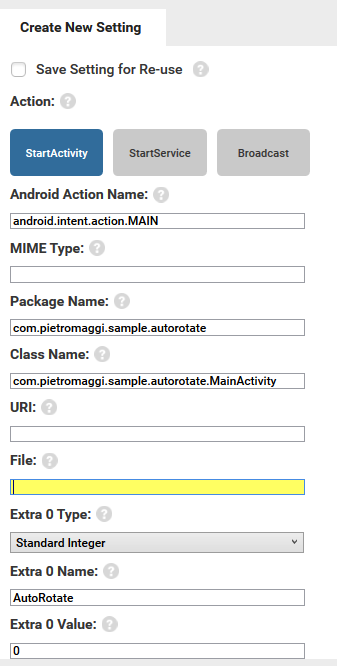 Create New Setting
Save Setting for Re-use ?
Action: ?
StartActivity StartService Broadcast
Android Action Name: ?
android.intent.action.MAIN
MIME Type: ?
Package Name: ?
com.pietromaggi.sample.autorotate
Class Name: ?
com.pietromaggi.sample.autorotate.MainActivity
URI: ?
File: ?
Extra 0 Type: ?
Standard Integer
Extra 0 Name: ?
AutoRotate
Extra 0 Value: ?
0